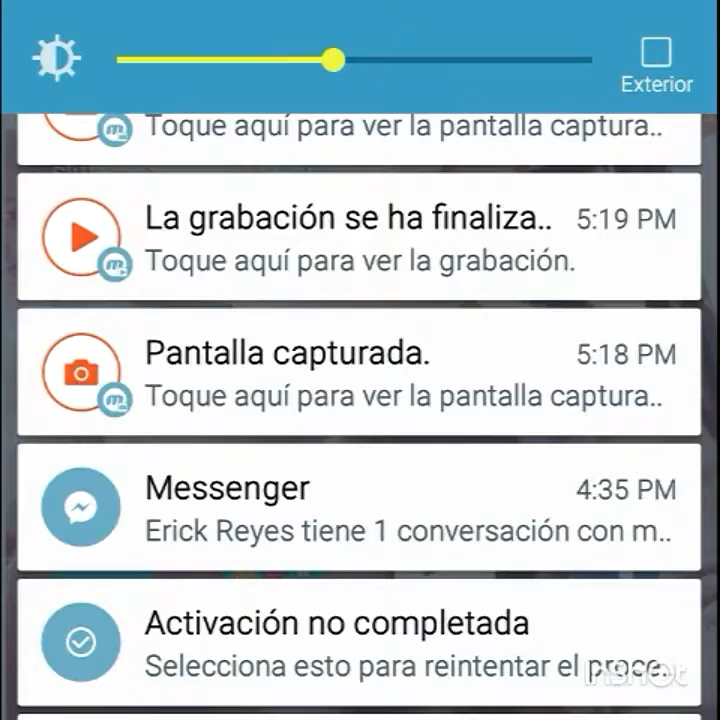 Exterior
Toque aquí para ver la pantalla captura..
La grabación se ha finaliza.. 5:19 PM
Toque aquí para ver la grabación.
Pantalla capturada. 5:18 PM
Toque aquí para ver la pantalla captura..
Messenger 4:35 PM
Erick Reyes tiene 1 conversación con m..
Activación no completada
Selecciona esto para reintentar el proce..
InShot